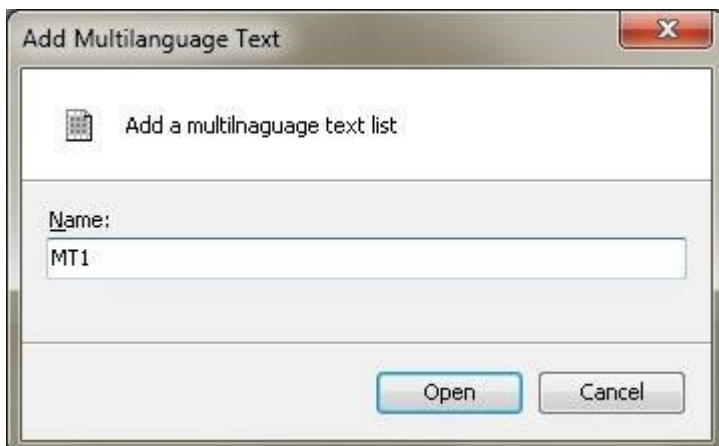 Add Multilanguage Text
Add a multilnaguage text list
Name:
MT1
Open Cancel